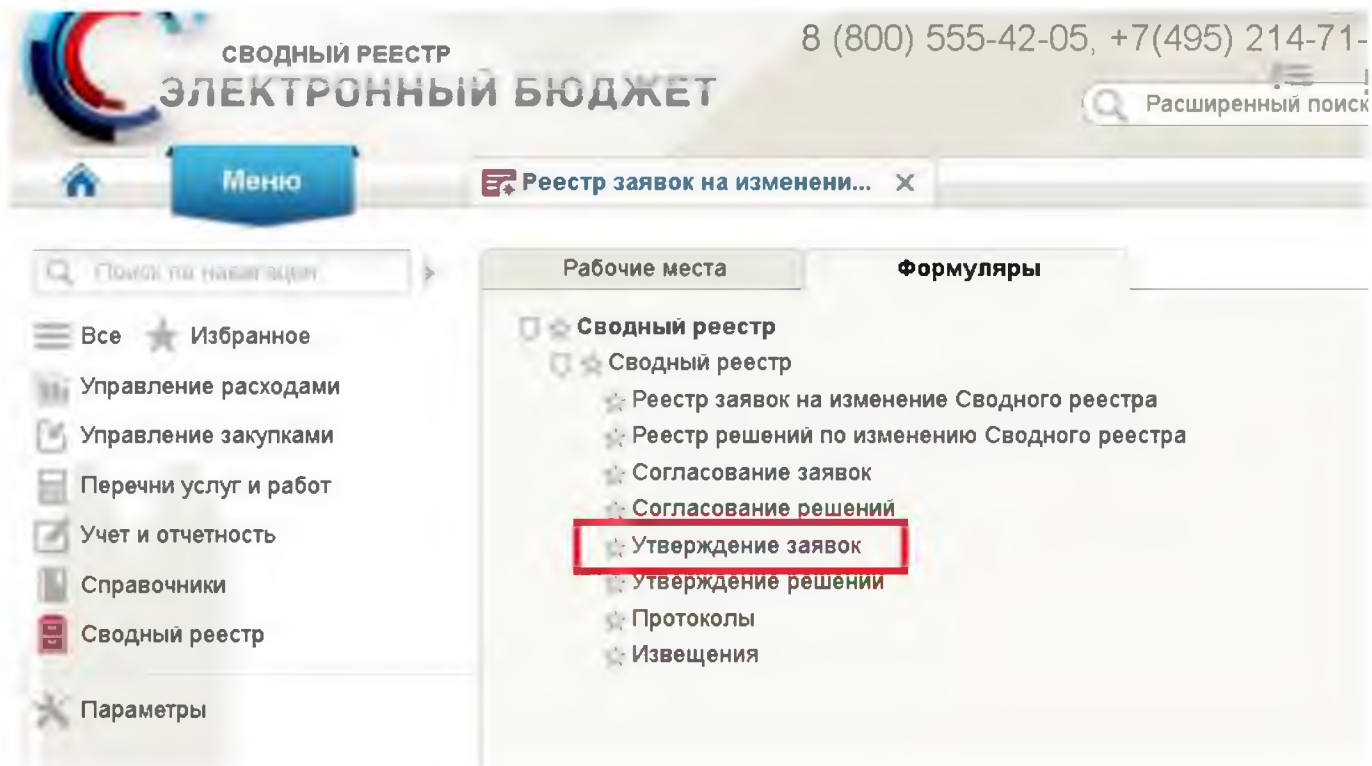 8 (800) 555-42-05, +7(495) 214-71-
СВОДНЫЙ РЕЕСТР
ЭЛЕКТРОННЫЙ БЮДЖЕТ
Расширенный поиск
Меню
Реестр заявок на изменени...
Поиск по навигации
Рабочие места
Формуляры
Все
Избранное
Управление расходами
Управление закупками
Перечни услуг и работ
Учет и отчетность
Справочники
Сводный реестр
Параметры
Сводный реестр
Сводный реестр
Реестр заявок на изменение Сводного реестра
Реестр решений по изменению Сводного реестра
Согласование заявок
Согласование решений
Утверждение заявок
Утверждение решений
Протоколы
Извещения